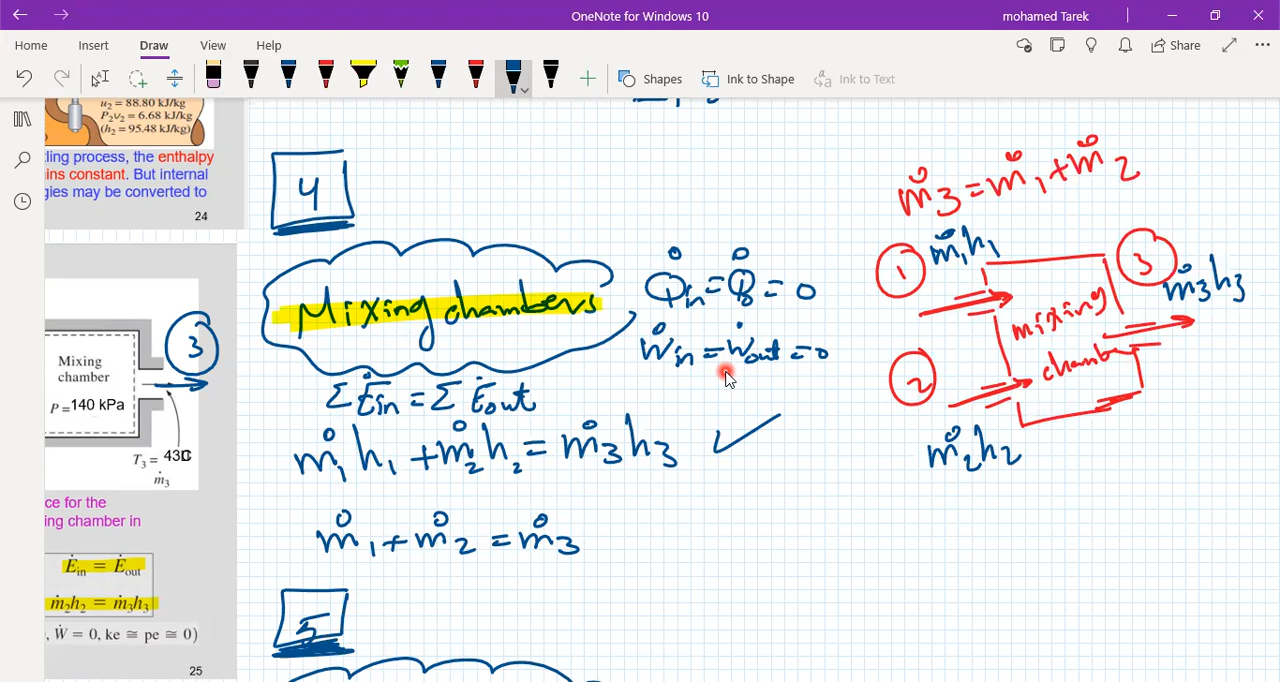 OneNote for Windows 10
mohamed Tarek
Home Insert Draw View Help
Share
Shapes
Ink to Shape
Ink to Text
u₂ = 88.80 kJ/kg
P₂v₂ = 6.68 kJ/kg
(h₂ = 95.48 kJ/kg)
tling process, the enthalpy
ins constant. But internal
gies may be converted to
24
3
Mixing
chamber
P = 140 kPa
T₃ = 43C
ṁ₃
ce for the
ing chamber in
Ėin = Ėout
ṁ₂h₂ = ṁ₃h₃
, Ẇ = 0, ke ≅ pe ≅ 0)
25
4
Mixing chambers
Q̇in = Q̇o = 0
Ẇin = Ẇout = 0
ΣĖin = ΣĖout
ṁ₁h₁ + ṁ₂h₂ = ṁ₃h₃
ṁ₁ + ṁ₂ = ṁ₃
5
ṁ3 = ṁ1 + ṁ2
1
ṁ₁h₁
3
ṁ3h3
mixing
chamber
2
ṁ2h2